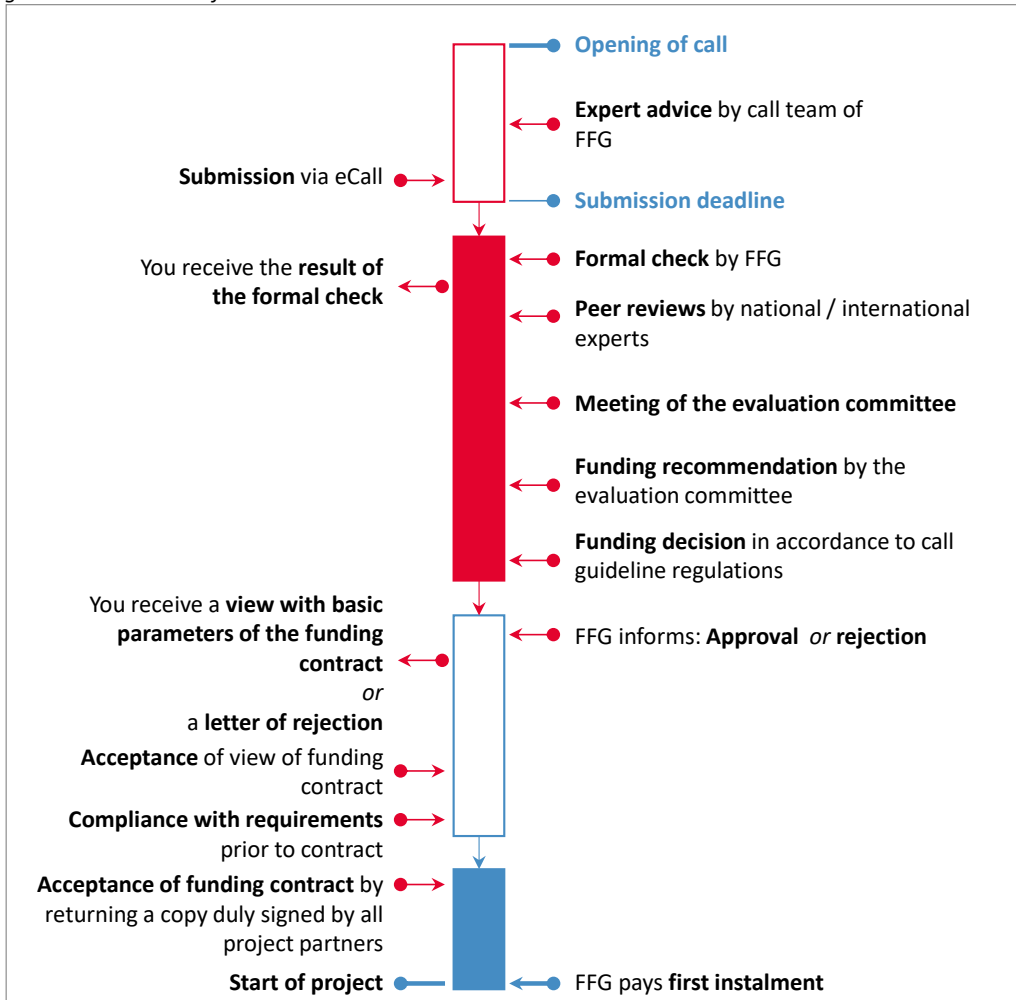 Opening of call
Expert advice by call team of
FFG
Submission via eCall
Submission deadline
Formal check by FFG
You receive the result of
the formal check
Peer reviews by national / international
experts
Meeting of the evaluation committee
Funding recommendation by the
evaluation committee
Funding decision in accordance to call
guideline regulations
You receive a view with basic
parameters of the funding
contract
or
a letter of rejection
FFG informs: Approval or rejection
Acceptance of view of funding
contract
Compliance with requirements
prior to contract
Acceptance of funding contract by
returning a copy duly signed by all
project partners
Start of project
FFG pays first instalment